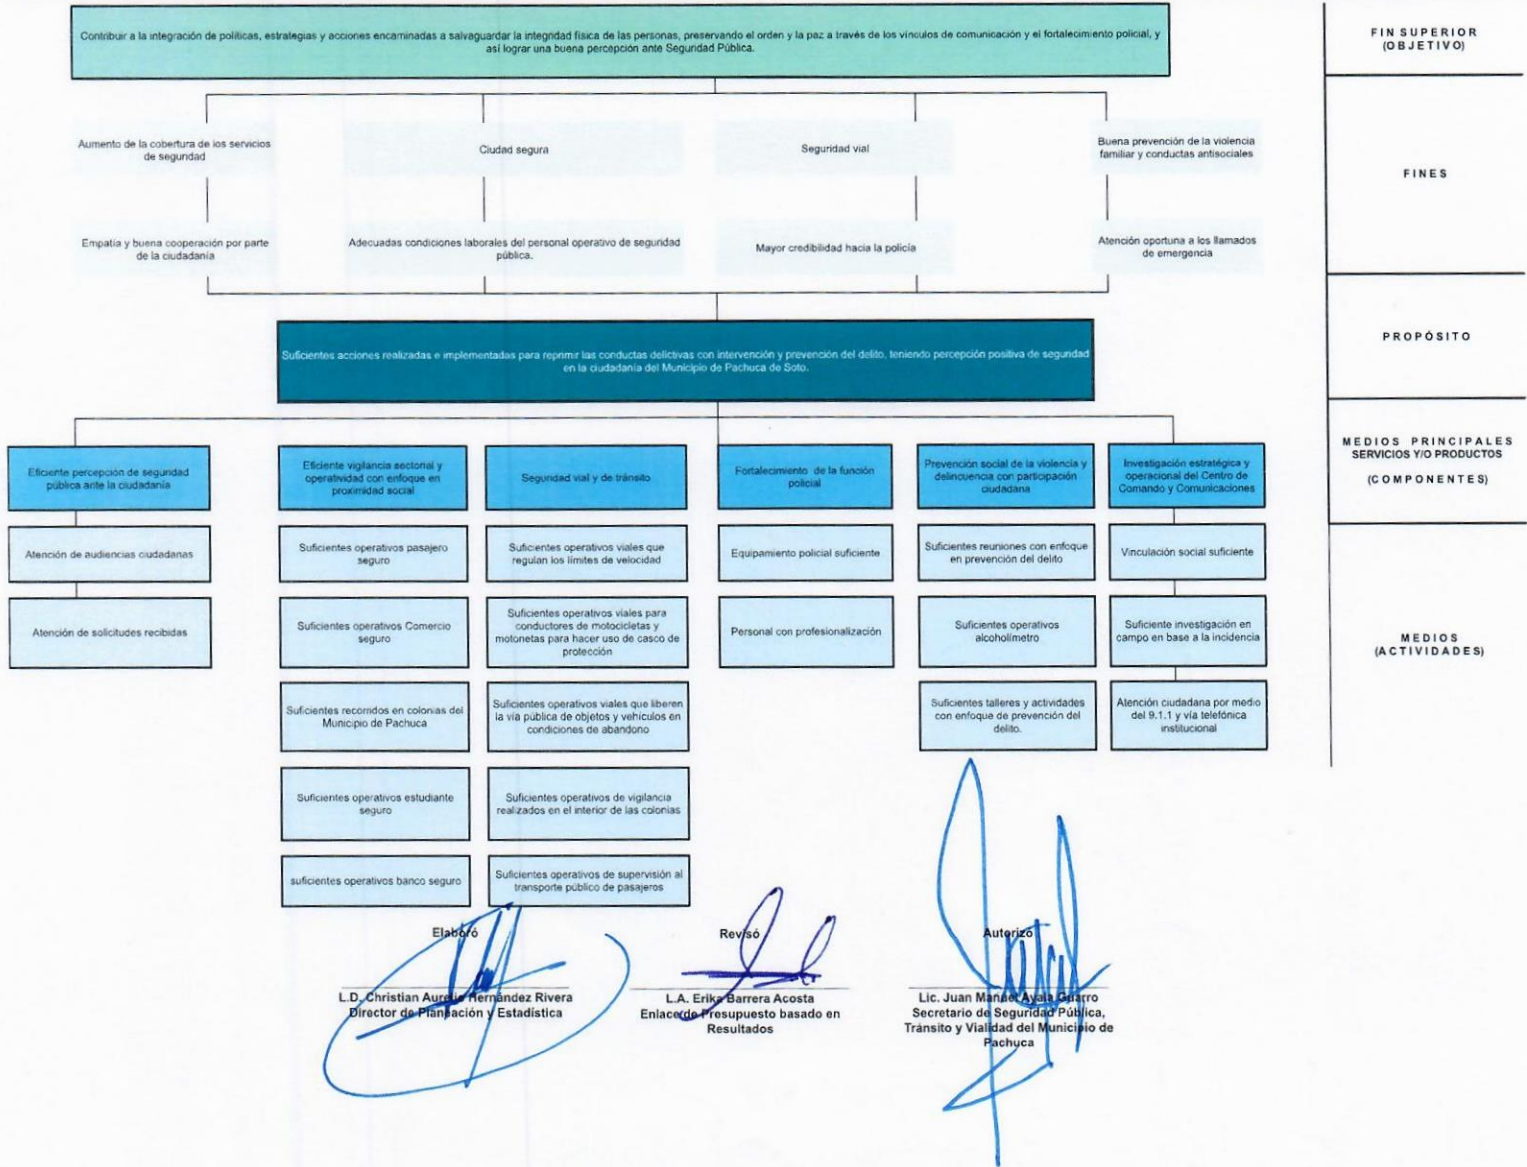 Contribuir a la integración de políticas, estrategias y acciones encaminadas a salvaguardar la integridad física de las personas, preservando el orden y la paz a través de los vínculos de comunicación y el fortalecimiento policial, y
así lograr una buena percepción ante Seguridad Pública.
FIN SUPERIOR
(OBJETIVO)
Aumento de la cobertura de los servicios
de seguridad
Ciudad segura
Seguridad vial
Buena prevención de la violencia
familiar y conductas antisociales
FINES
Empatía y buena cooperación por parte
de la ciudadanía
Adecuadas condiciones laborales del personal operativo de seguridad
pública.
Mayor credibilidad hacia la policía
Atención oportuna a los llamados
de emergencia
Suficientes acciones realizadas e implementadas para reprimir las conductas delictivas con intervención y prevención del delito, teniendo percepción positiva de seguridad
en la ciudadanía del Municipio de Pachuca de Soto.
PROPÓSITO
Eficiente percepción de seguridad
pública ante la ciudadanía
Eficiente vigilancia sectorial y
operatividad con enfoque en
proximidad social
Seguridad vial y de tránsito
Fortalecimiento de la función
policial
Prevención social de la violencia y
delincuencia con participación
ciudadana
Investigación estratégica y
operacional del Centro de
Comando y Comunicaciones
MEDIOS PRINCIPALES
SERVICIOS Y/O PRODUCTOS
(COMPONENTES)
Atención de audiencias ciudadanas
Suficientes operativos pasajero
seguro
Suficientes operativos viales que
regulan los límites de velocidad
Equipamiento policial suficiente
Suficientes reuniones con enfoque
en prevención del delito
Vinculación social suficiente
Atención de solicitudes recibidas
Suficientes operativos Comercio
seguro
Suficientes operativos viales para
conductores de motocicletas y
motonetas para hacer uso de casco de
protección
Personal con profesionalización
Suficientes operativos
alcoholímetro
Suficiente investigación en
campo en base a la incidencia
MEDIOS
(ACTIVIDADES)
Suficientes recorridos en colonias del
Municipio de Pachuca
Suficientes operativos viales que liberen
la vía pública de objetos y vehículos en
condiciones de abandono
Suficientes talleres y actividades
con enfoque de prevención del
delito.
Atención ciudadana por medio
del 9.1.1 y vía telefónica
institucional
Suficientes operativos estudiante
seguro
Suficientes operativos de vigilancia
realizados en el interior de las colonias
suficientes operativos banco seguro
Suficientes operativos de supervisión al
transporte público de pasajeros
Elaboró
Revisó
Autorizó
L.D. Christian Aurelio Hernández Rivera
Director de Planeación y Estadística
L.A. Erika Barrera Acosta
Enlace de Presupuesto basado en
Resultados
Lic. Juan Manuel Ayala Guarro
Secretario de Seguridad Pública,
Tránsito y Vialidad del Municipio de
Pachuca